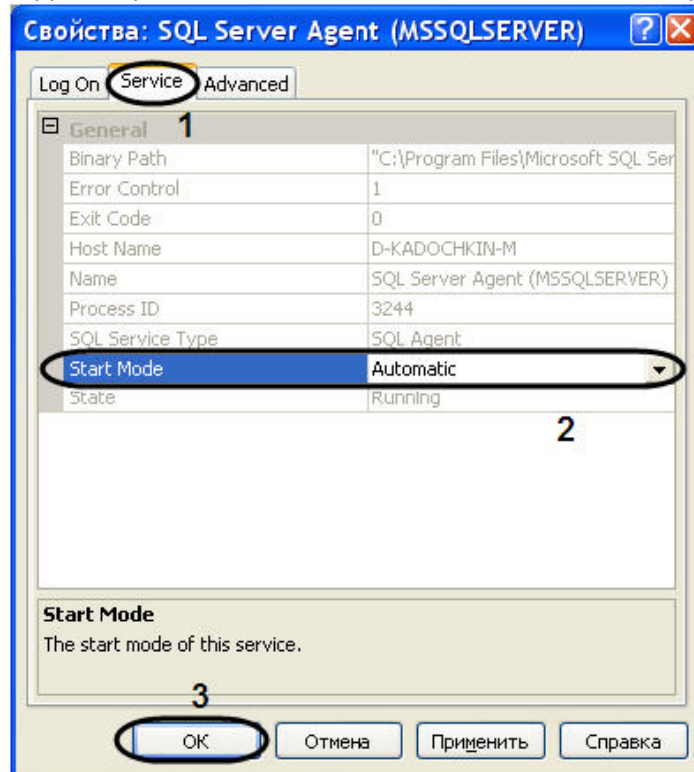 Свойства: SQL Server Agent (MSSQLSERVER)
Log On Service Advanced
1
General
Binary Path "C:\Program Files\Microsoft SQL Ser
Error Control 1
Exit Code 0
Host Name D-KADOCHKIN-M
Name SQL Server Agent (MSSQLSERVER)
Process ID 3244
SQL Service Type SQL Agent
Start Mode Automatic
State Running
2
Start Mode
The start mode of this service.
3
ОК Отмена Применить Справка